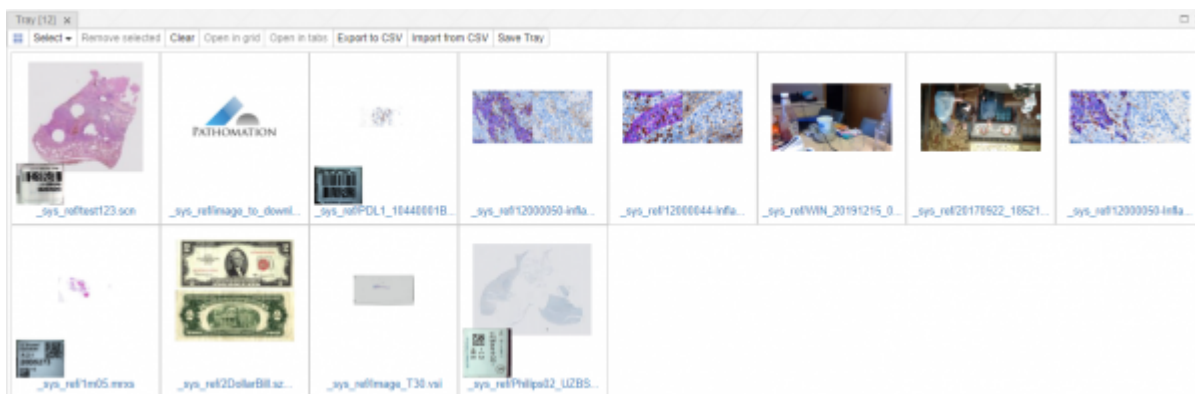 Tray [12] x
Select Remove selected Clear Open in grid Open in tabs Export to CSV Import from CSV Save Tray
PATHOMATION
_sys_ref/test123.scn
_sys_ref/image_to_downl...
_sys_ref/PDL1_10440001B...
_sys_ref/12000050-Infla...
_sys_ref/12000044-Infla...
_sys_ref/WIN_20191215_0...
_sys_ref/20170922_18521...
_sys_ref/12000050-Infla...
2 2
_sys_ref/1m05.mrxs
_sys_ref/2DollarBill.sz...
_sys_ref/Image_T30.vsi
_sys_ref/Philips02_UZBS...